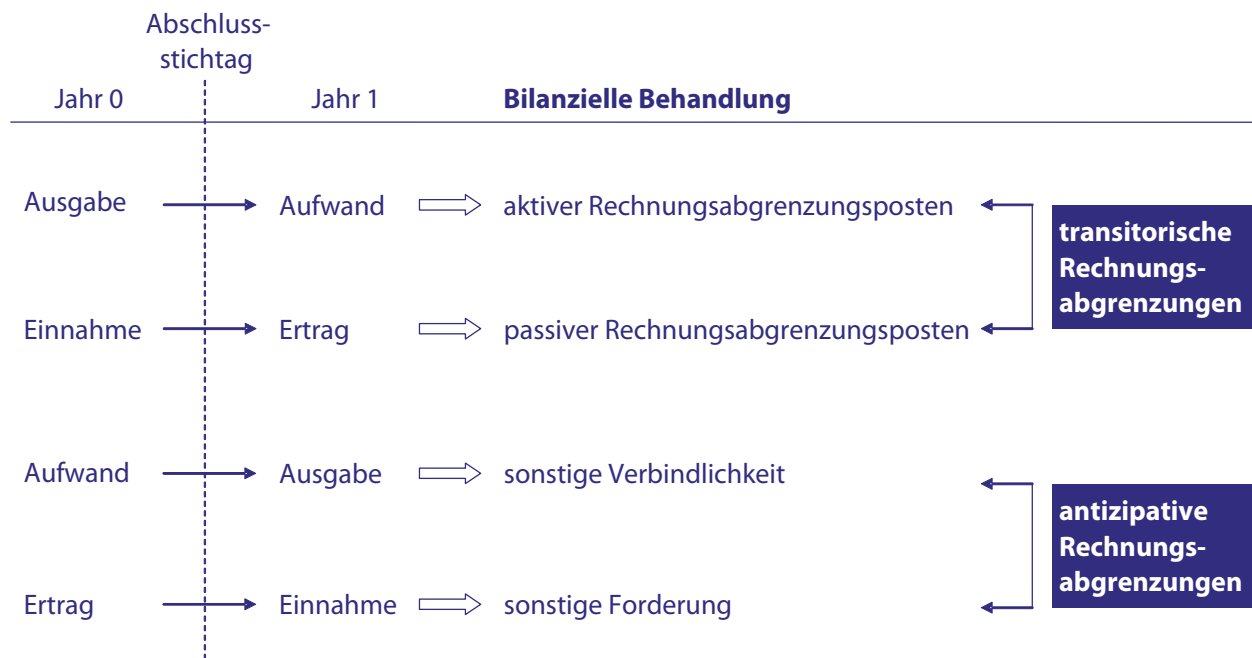 Abschluss-
stichtag
Jahr 0 Jahr 1 Bilanzielle Behandlung
Ausgabe Aufwand aktiver Rechnungsabgrenzungsposten
transitorische
Rechnungs-
abgrenzungen
Einnahme Ertrag passiver Rechnungsabgrenzungsposten
Aufwand Ausgabe sonstige Verbindlichkeit
antizipative
Rechnungs-
abgrenzungen
Ertrag Einnahme sonstige Forderung